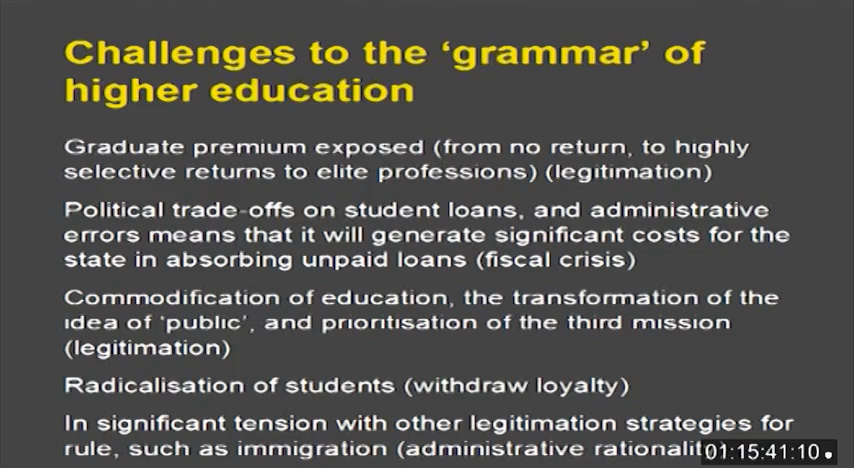 Challenges to the ‘grammar’ of
higher education
Graduate premium exposed (from no return, to highly
selective returns to elite professions) (legitimation)
Political trade-offs on student loans, and administrative
errors means that it will generate significant costs for the
state in absorbing unpaid loans (fiscal crisis)
Commodification of education, the transformation of the
idea of ‘public’, and prioritisation of the third mission
(legitimation)
Radicalisation of students (withdraw loyalty)
In significant tension with other legitimation strategies for
rule, such as immigration (administrative rationality)
01:15:41:10